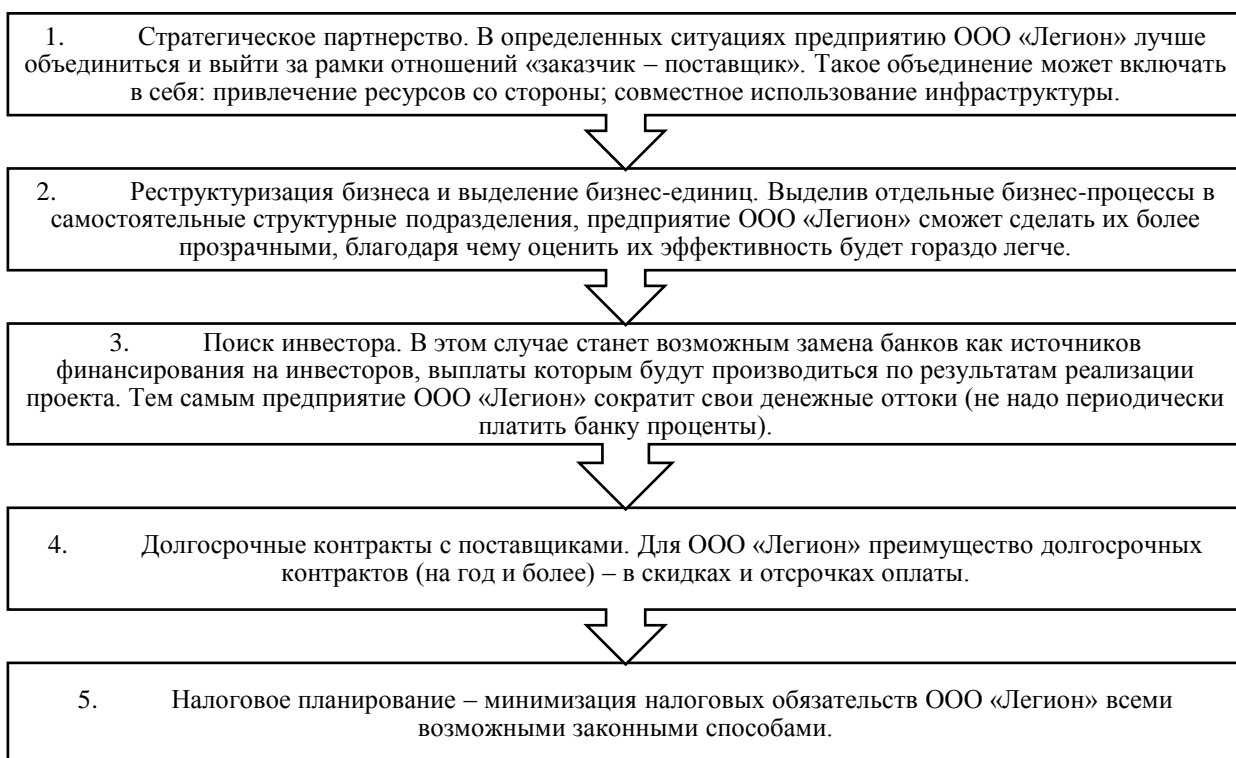 1. Стратегическое партнерство. В определенных ситуациях предприятию ООО «Легион» лучше
объединиться и выйти за рамки отношений «заказчик – поставщик». Такое объединение может включать
в себя: привлечение ресурсов со стороны; совместное использование инфраструктуры.
2. Реструктуризация бизнеса и выделение бизнес-единиц. Выделив отдельные бизнес-процессы в
самостоятельные структурные подразделения, предприятие ООО «Легион» сможет сделать их более
прозрачными, благодаря чему оценить их эффективность будет гораздо легче.
3. Поиск инвестора. В этом случае станет возможным замена банков как источников
финансирования на инвесторов, выплаты которым будут производиться по результатам реализации
проекта. Тем самым предприятие ООО «Легион» сократит свои денежные оттоки (не надо периодически
платить банку проценты).
4. Долгосрочные контракты с поставщиками. Для ООО «Легион» преимущество долгосрочных
контрактов (на год и более) – в скидках и отсрочках оплаты.
5. Налоговое планирование – минимизация налоговых обязательств ООО «Легион» всеми
возможными законными способами.